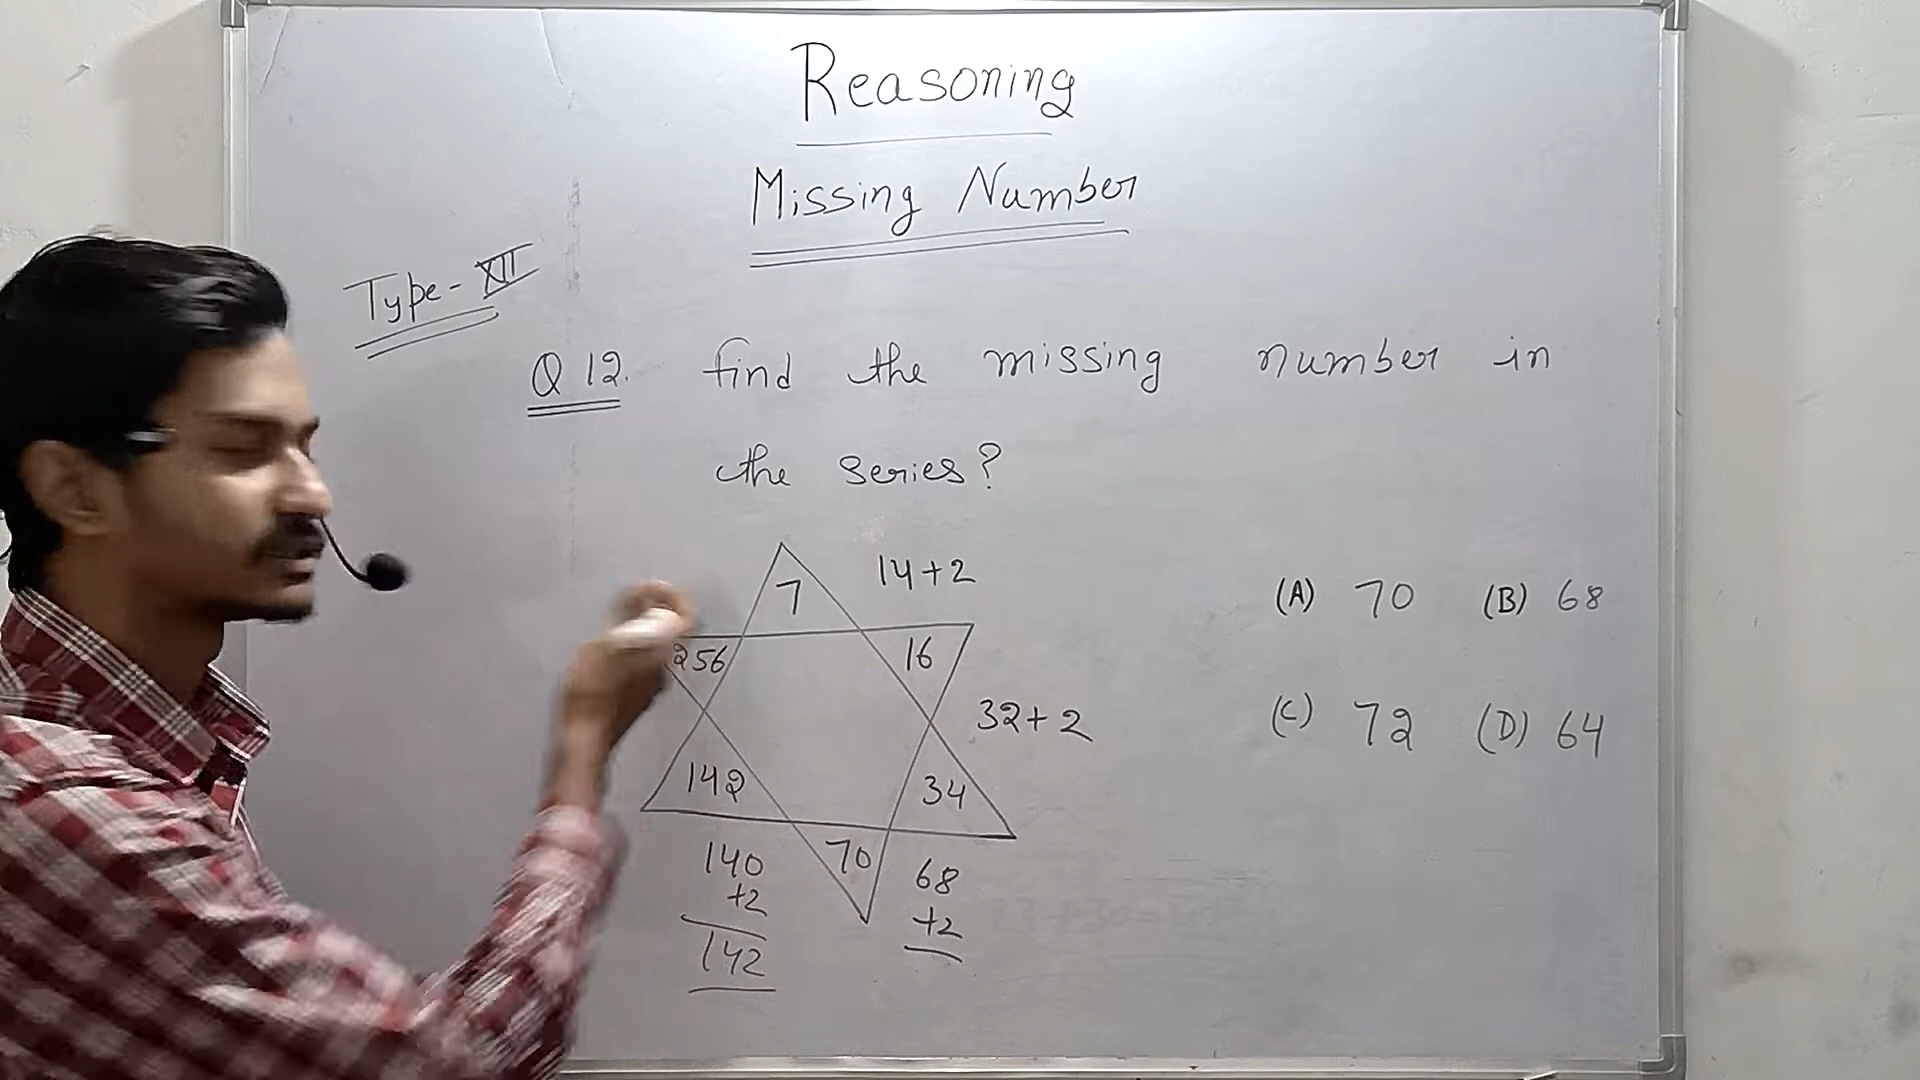 Reasoning
Missing Number
Type-XII
Q 12. find the missing number in
the series?
7
14+2
256
16
32+2
142
34
70
140
+2
142
68
+2
(A) 70 (B) 68
(C) 72 (D) 64